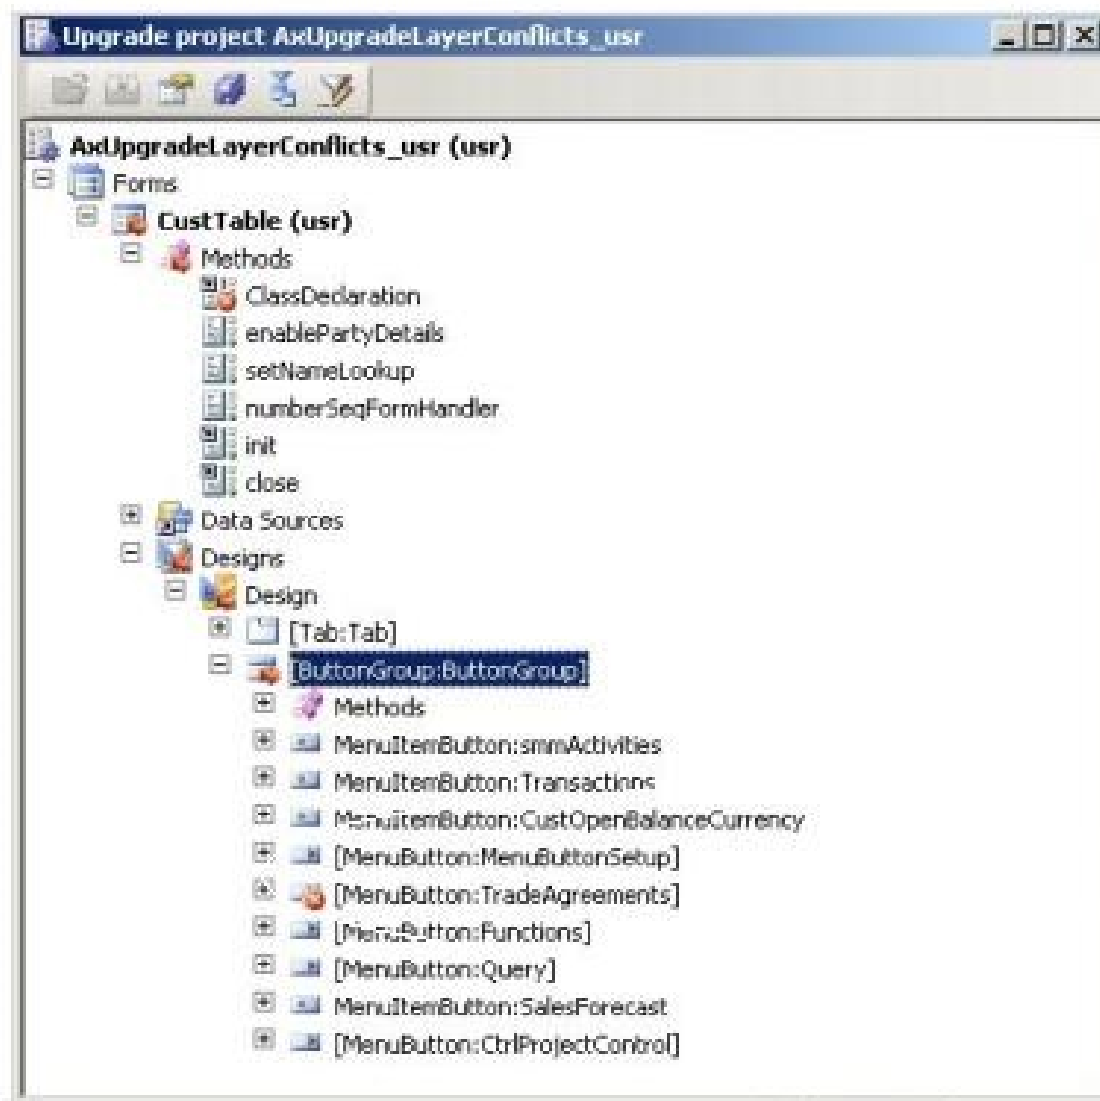 Upgrade project AxUpgradeLayerConflicts_usr
AxUpgradeLayerConflicts_usr (usr)
Forms
CustTable (usr)
Methods
ClassDeclaration
enablePartyDetails
setNameLookup
numberSeqFormHandler
init
close
Data Sources
Designs
Design
[Tab:Tab]
[ButtonGroup:ButtonGroup]
Methods
MenuItemButton:smmActivities
MenuItemButton:Transactions
MenuItemButton:CustOpenBalanceCurrency
[MenuButton:MenuButtonSetup]
[MenuButton:TradeAgreements]
[MenuButton:Functions]
[MenuButton:Query]
MenuItemButton:SalesForecast
[MenuButton:CtrlProjectControl]